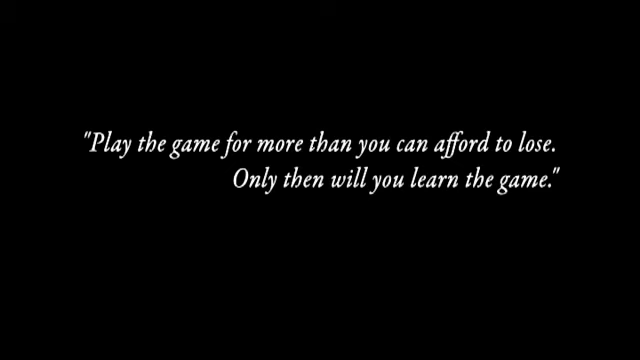 "Play the game for more than you can afford to lose.
Only then will you learn the game."